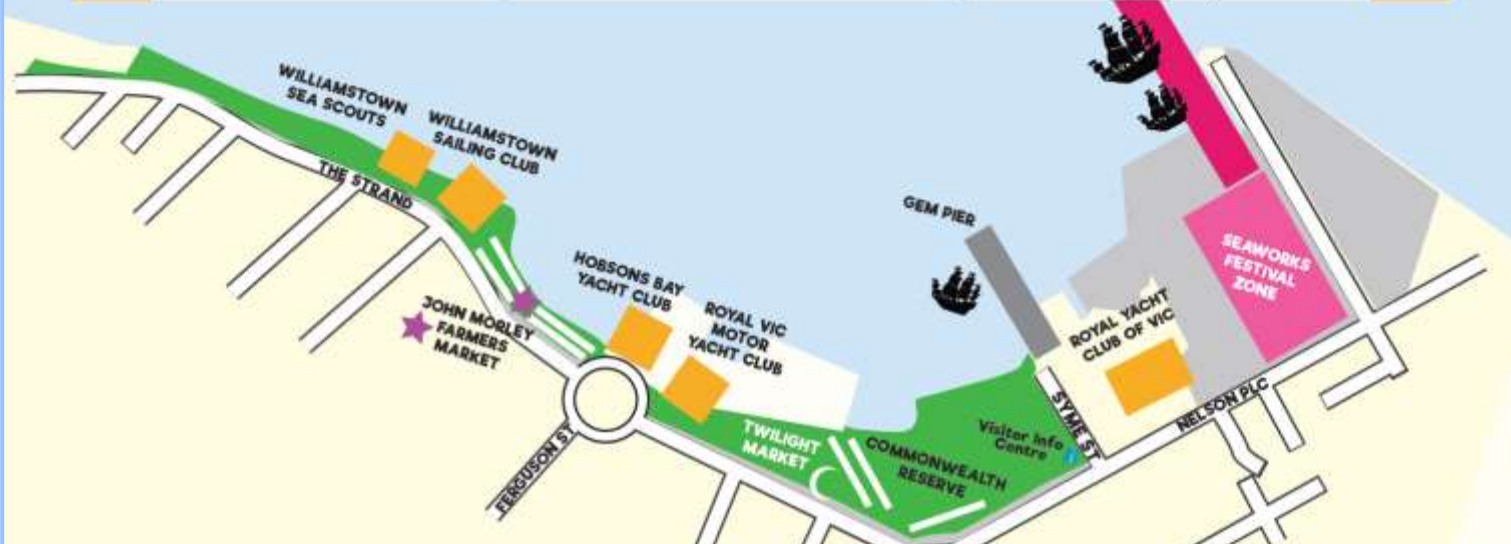 WILLIAMSTOWN
SEA SCOUTS
WILLIAMSTOWN
SAILING CLUB
THE STRAND
GEM PIER
SEAWORKS
FESTIVAL
ZONE
HOBSONS BAY
YACHT CLUB
ROYAL VIC
MOTOR
YACHT CLUB
JOHN MORLEY
FARMERS
MARKET
ROYAL YACHT
CLUB OF VIC
SYME ST
NELSON PLC
TWILIGHT
MARKET
COMMONWEALTH
RESERVE
Visitor Info
Centre
i
FERGUSON ST